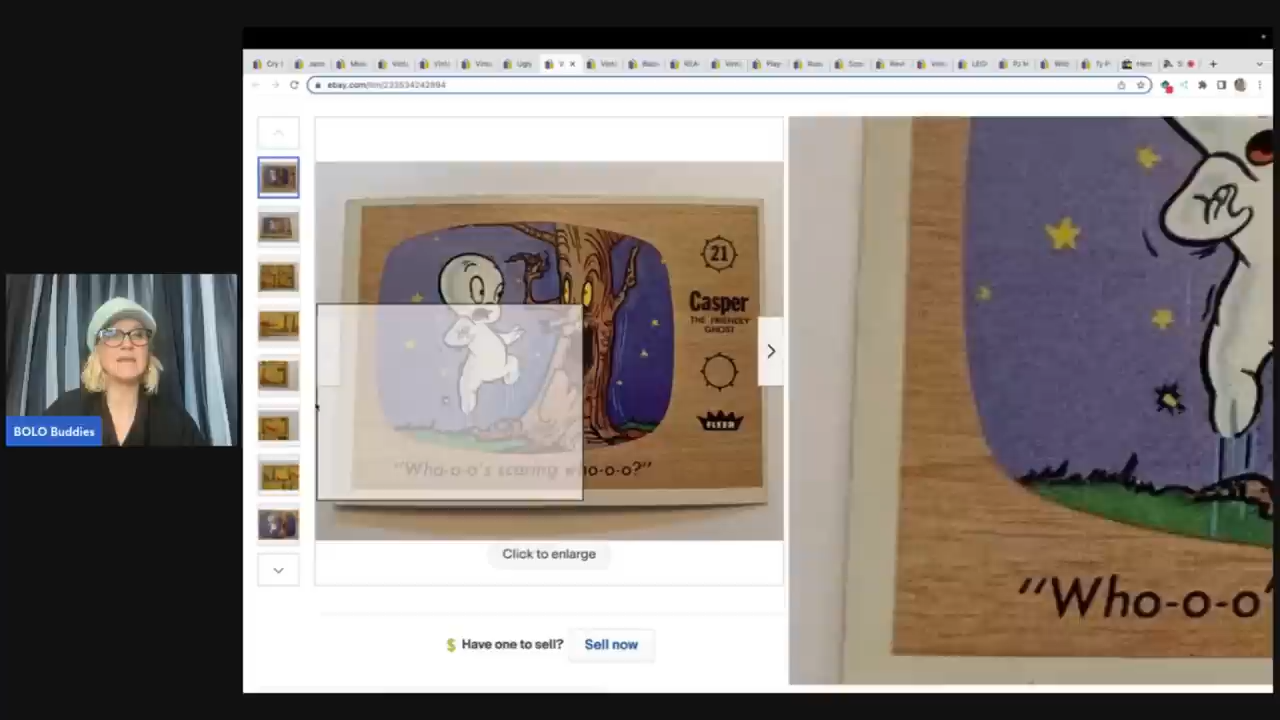 ebay.com/itm/233534242894
21
Casper
THE FRIENDLY
GHOST
FLEER
"Who-o-o's scaring who-o-o?"
"Who-o-o'
Click to enlarge
Have one to sell? Sell now
BOLO Buddies